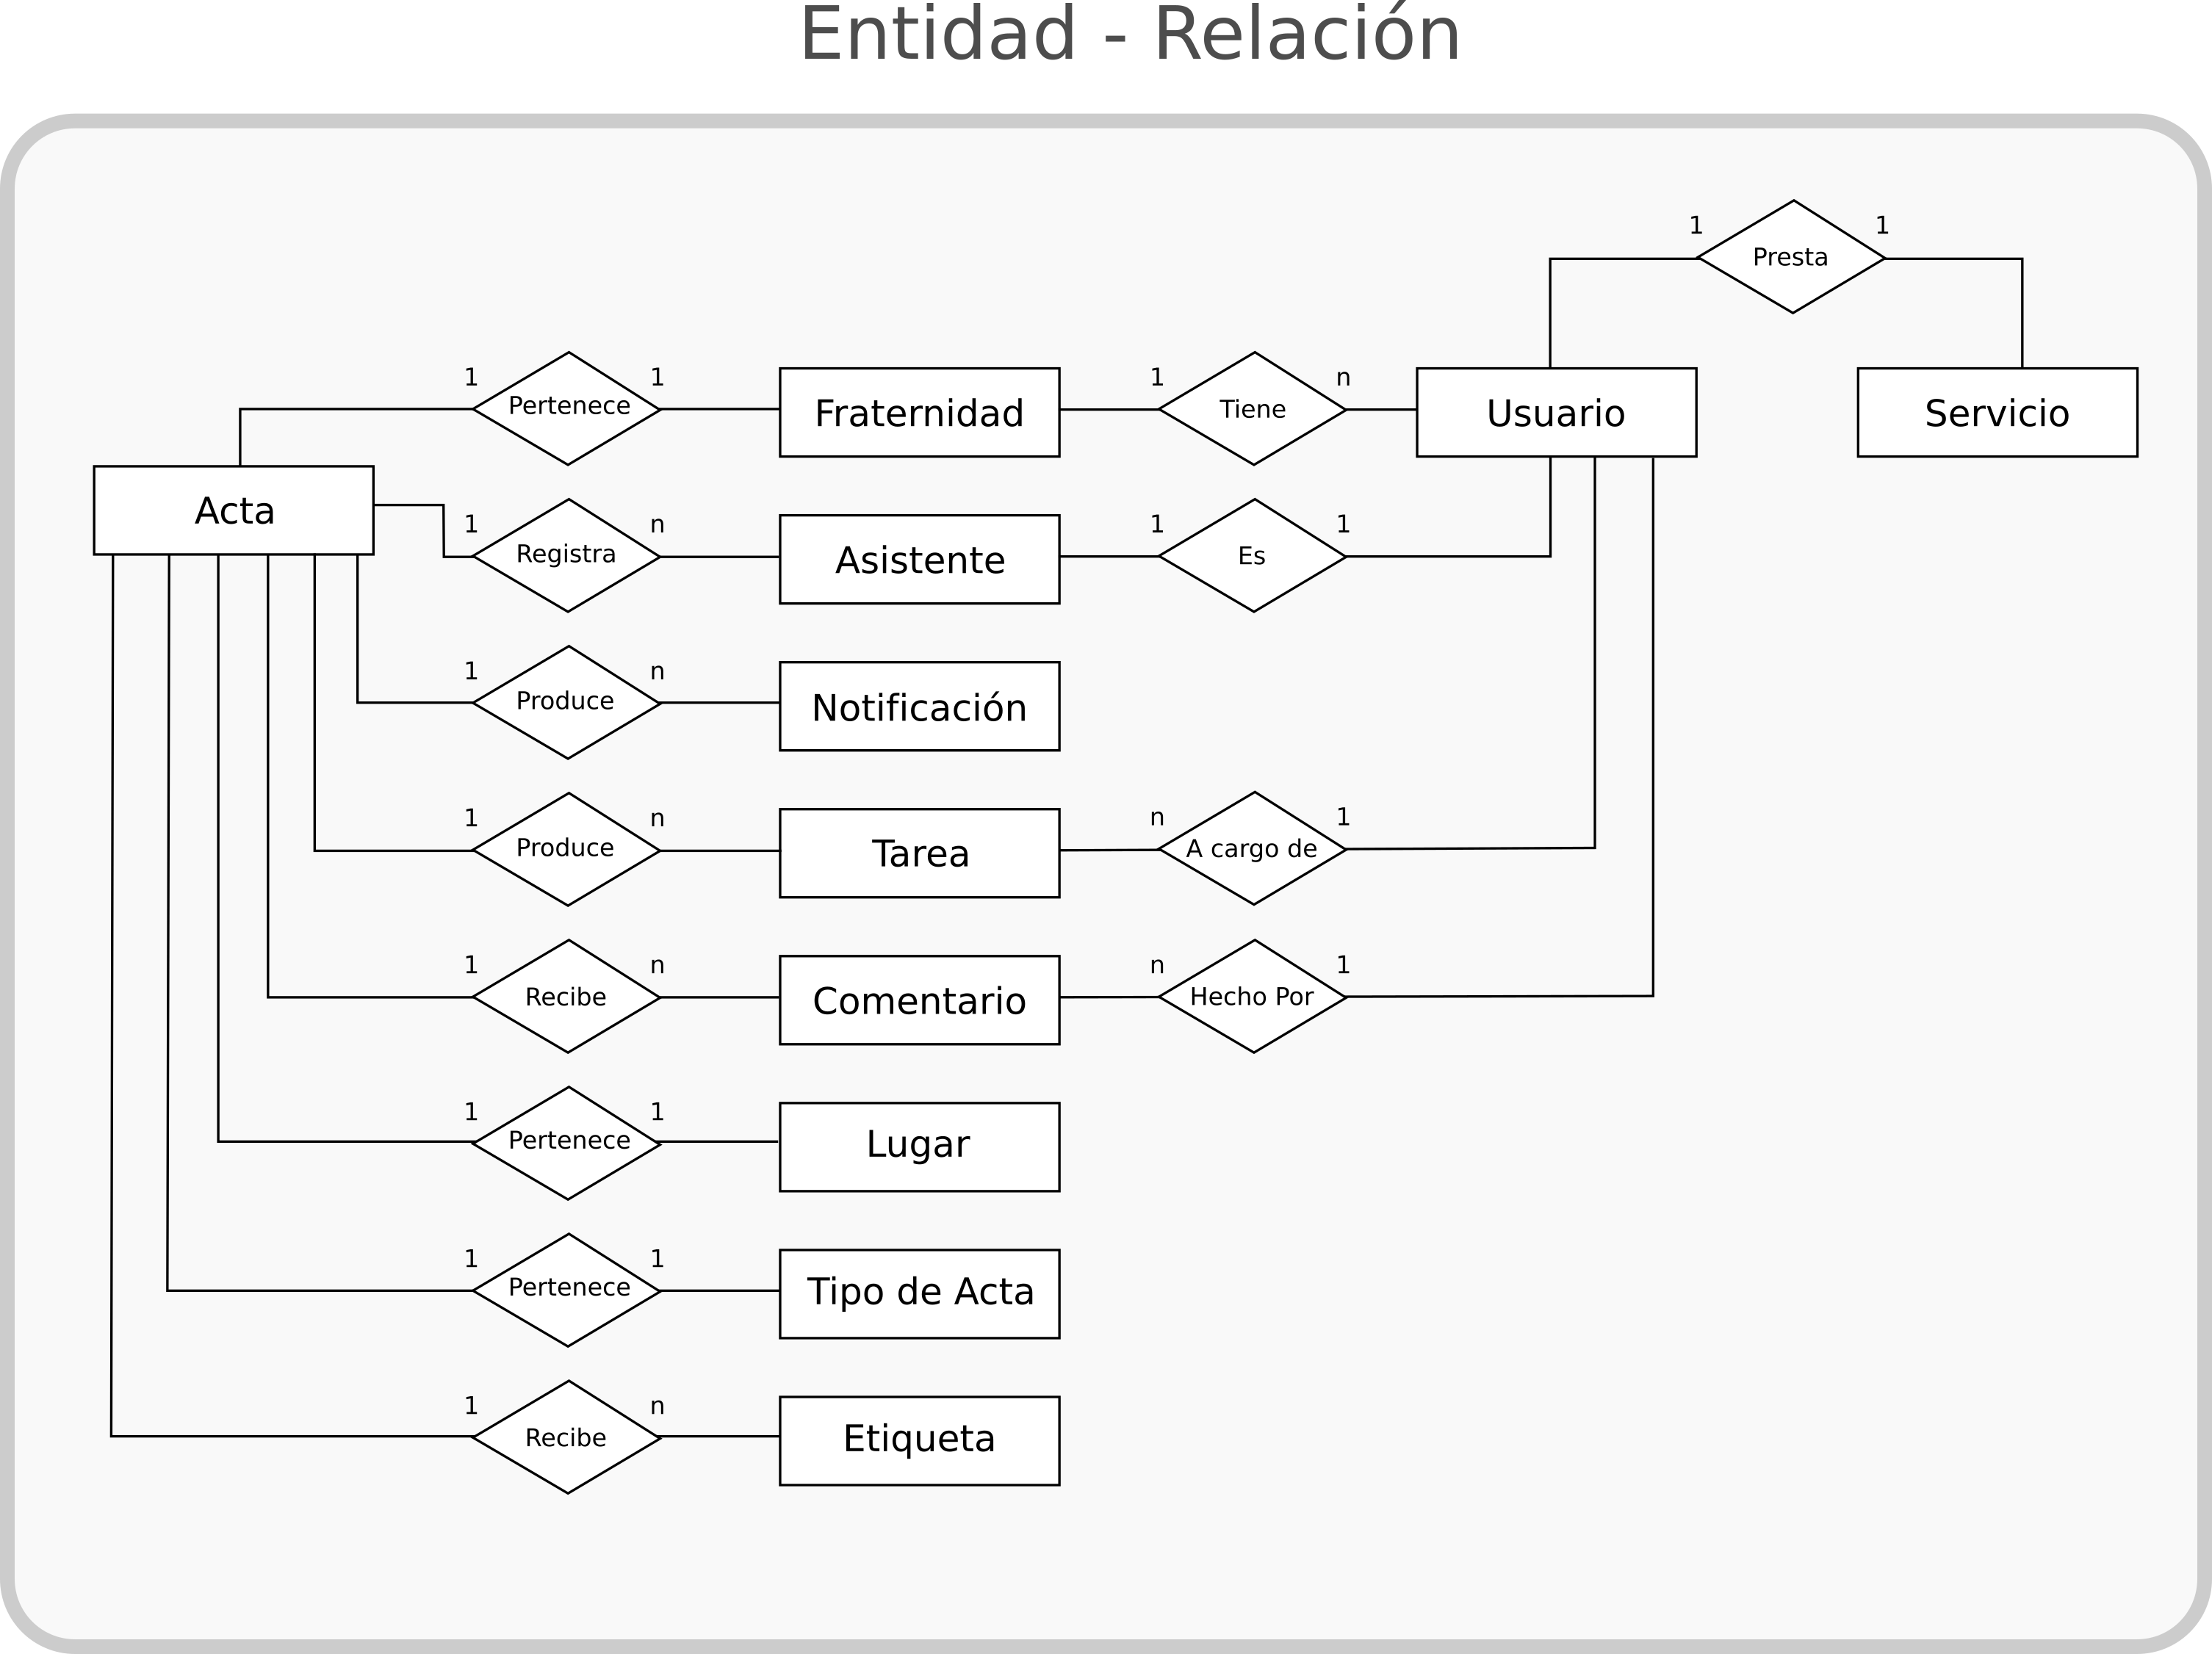 Entidad - Relación
1
1
Presta
1
1
Pertenece
Fraternidad
1
n
Tiene
Usuario
Servicio
Acta
1
n
Registra
Asistente
1
1
Es
1
n
Produce
Notificación
1
n
Produce
Tarea
n
1
A cargo de
1
n
Recibe
Comentario
n
1
Hecho Por
1
1
Pertenece
Lugar
1
1
Pertenece
Tipo de Acta
1
n
Recibe
Etiqueta